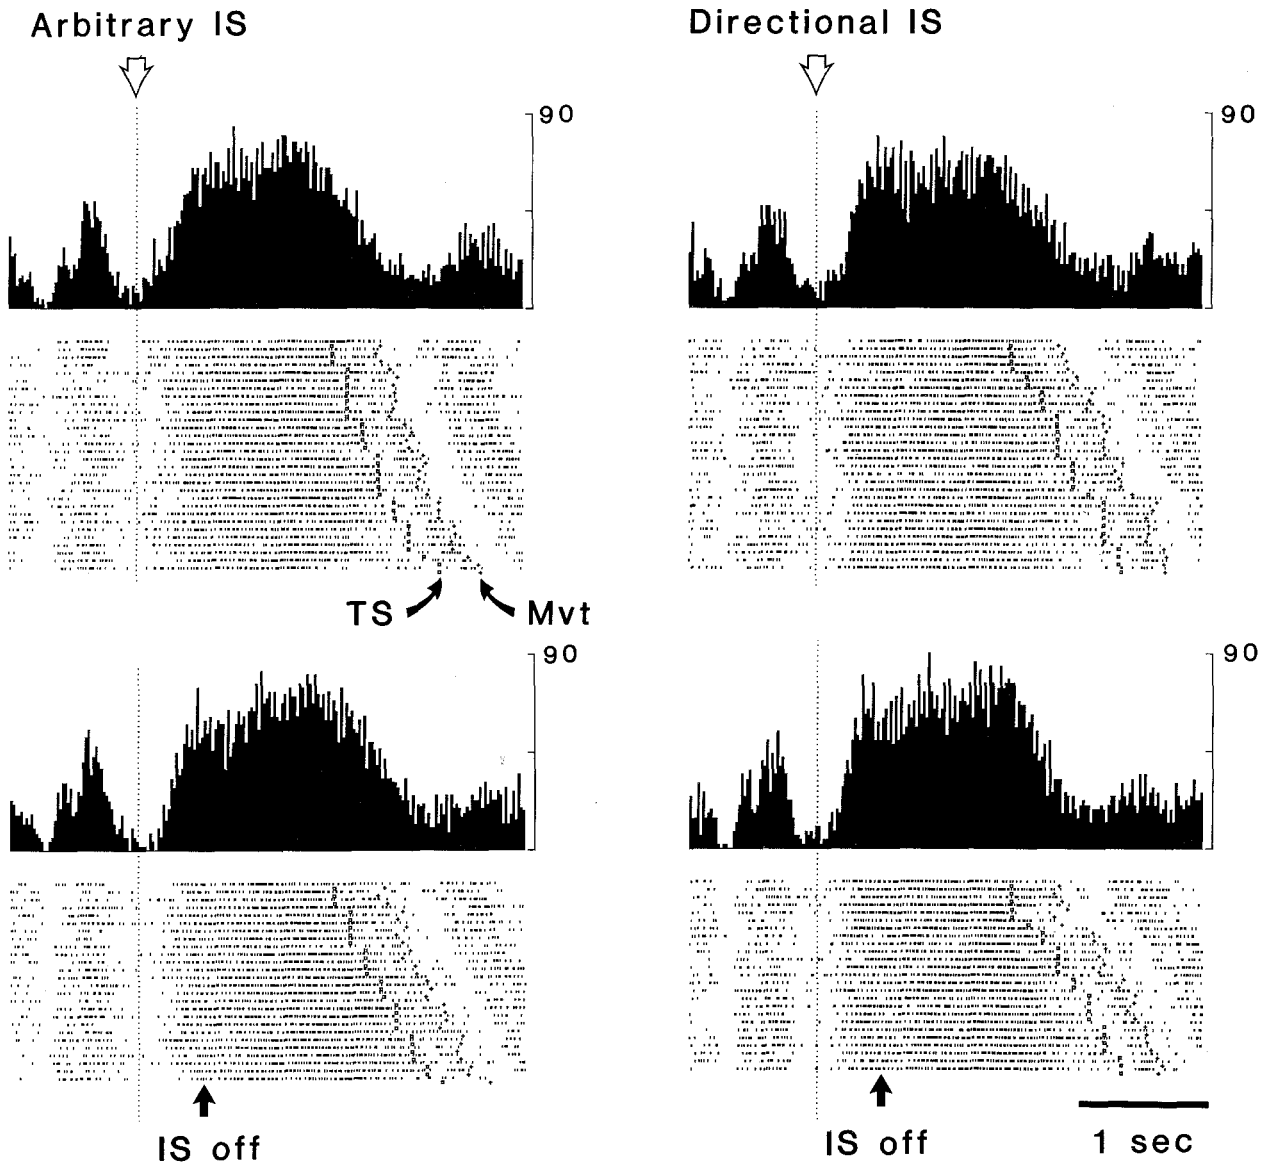 Arbitrary IS
Directional IS
90
90
TS
Mvt
90
90
IS off
IS off
1 sec